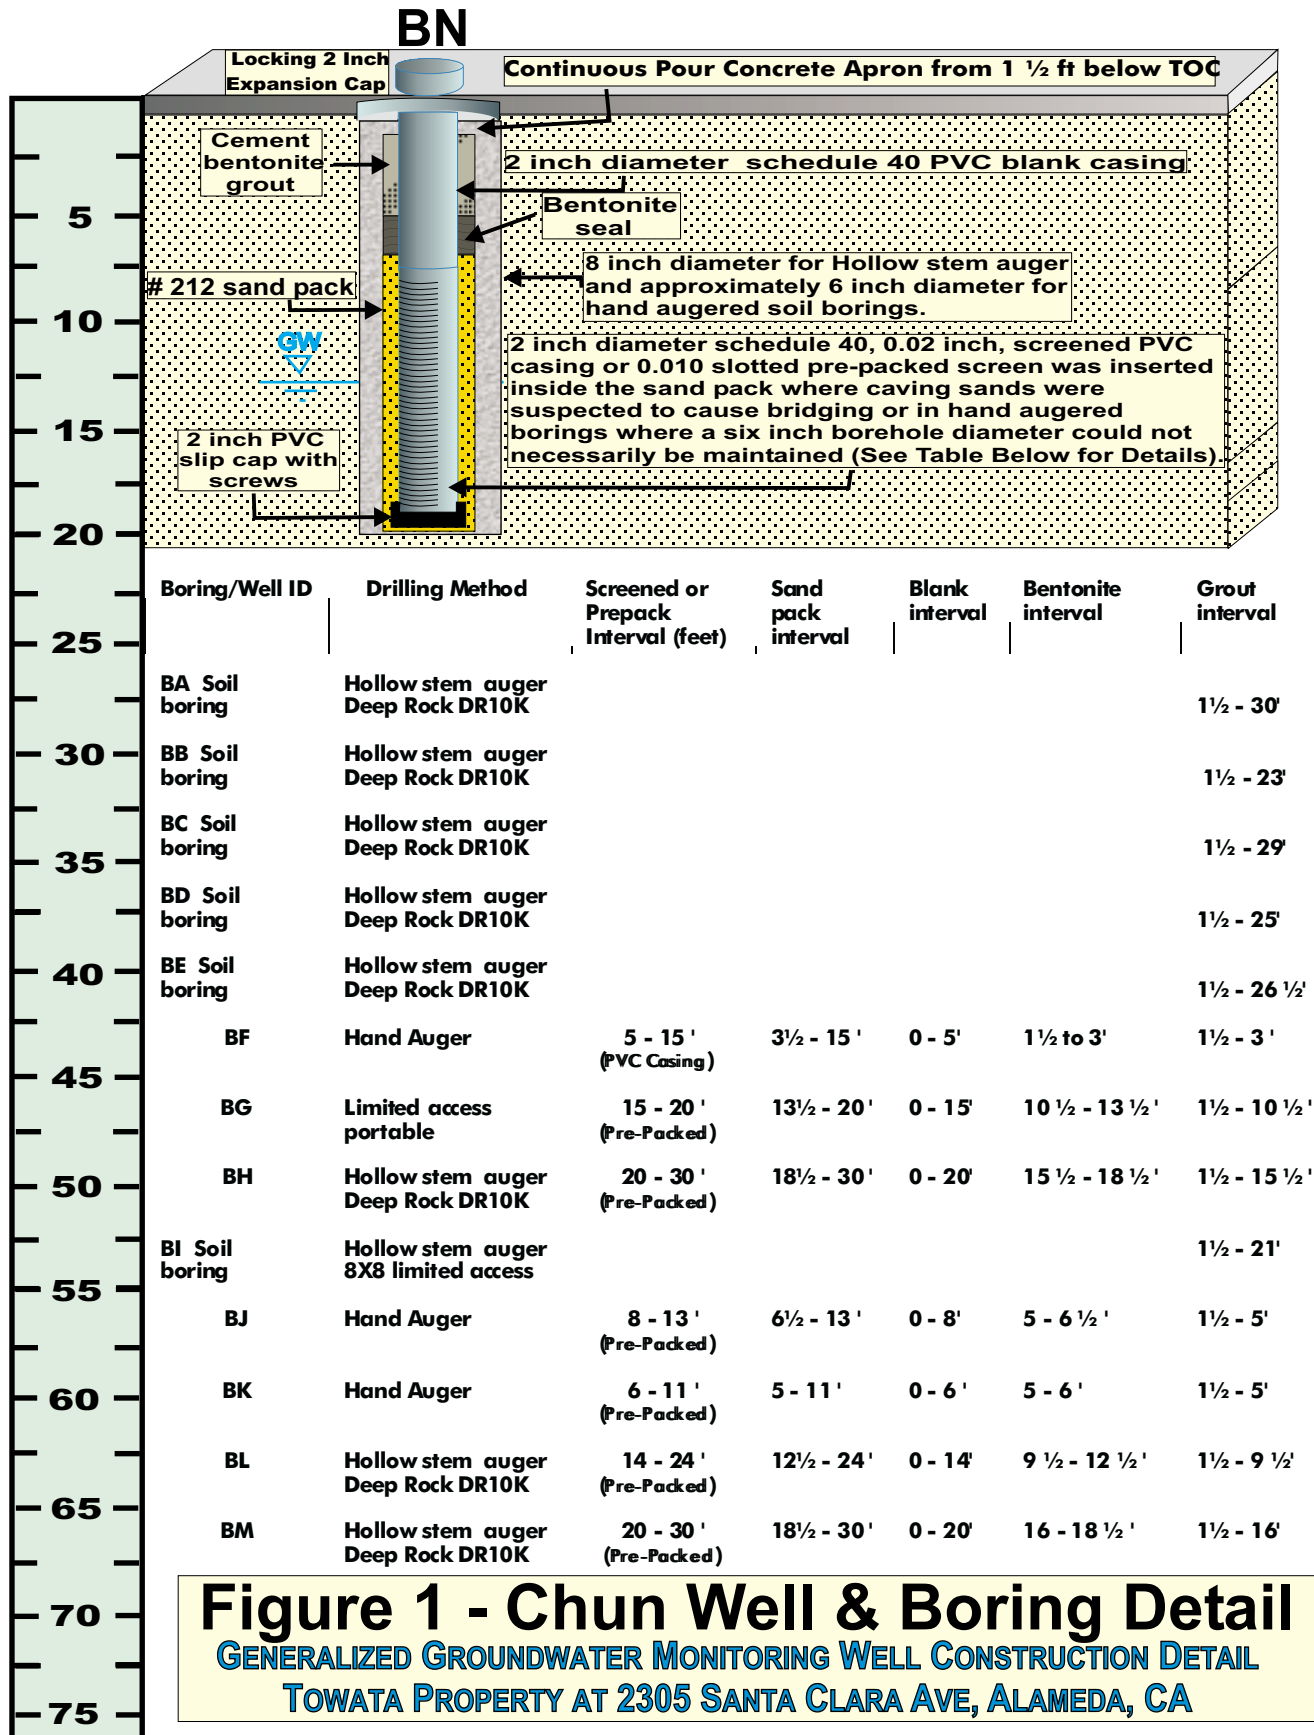 BN
Locking 2 Inch
Expansion Cap
Continuous Pour Concrete Apron from 1 ½ ft below TOC
Cement
bentonite
grout
2 inch diameter schedule 40 PVC blank casing
Bentonite
seal
8 inch diameter for Hollow stem auger
and approximately 6 inch diameter for
hand augered soil borings.
# 212 sand pack
GW
2 inch diameter schedule 40, 0.02 inch, screened PVC
casing or 0.010 slotted pre-packed screen was inserted
inside the sand pack where caving sands were
suspected to cause bridging or in hand augered
borings where a six inch borehole diameter could not
necessarily be maintained (See Table Below for Details).
2 inch PVC
slip cap with
screws
5
10
15
20
25
30
35
40
45
50
55
60
65
70
75
Boring/Well ID Drilling Method Screened or Sand Blank Bentonite Grout
Prepack pack interval interval interval
Interval (feet) interval
BA Soil Hollow stem auger
boring Deep Rock DR10K 1½ - 30'
BB Soil Hollow stem auger
boring Deep Rock DR10K 1½ - 23'
BC Soil Hollow stem auger
boring Deep Rock DR10K 1½ - 29'
BD Soil Hollow stem auger
boring Deep Rock DR10K 1½ - 25'
BE Soil Hollow stem auger
boring Deep Rock DR10K 1½ - 26 ½'
BF Hand Auger 5 - 15 ' 3½ - 15 ' 0 - 5' 1½ to 3' 1½ - 3 '
(PVC Casing)
BG Limited access 15 - 20 ' 13½ - 20 ' 0 - 15' 10 ½ - 13 ½ ' 1½ - 10 ½ '
portable (Pre-Packed)
BH Hollow stem auger 20 - 30 ' 18½ - 30 ' 0 - 20' 15 ½ - 18 ½ ' 1½ - 15 ½ '
Deep Rock DR10K (Pre-Packed)
BI Soil Hollow stem auger 1½ - 21'
boring 8X8 limited access
BJ Hand Auger 8 - 13 ' 6½ - 13 ' 0 - 8' 5 - 6 ½ ' 1½ - 5'
(Pre-Packed)
BK Hand Auger 6 - 11 ' 5 - 11 ' 0 - 6 ' 5 - 6 ' 1½ - 5'
(Pre-Packed)
BL Hollow stem auger 14 - 24 ' 12½ - 24 ' 0 - 14' 9 ½ - 12 ½ ' 1½ - 9 ½'
Deep Rock DR10K (Pre-Packed)
BM Hollow stem auger 20 - 30 ' 18½ - 30 ' 0 - 20' 16 - 18 ½ ' 1½ - 16'
Deep Rock DR10K (Pre-Packed)
Figure 1 - Chun Well & Boring Detail
GENERALIZED GROUNDWATER MONITORING WELL CONSTRUCTION DETAIL
TOWATA PROPERTY AT 2305 SANTA CLARA AVE, ALAMEDA, CA